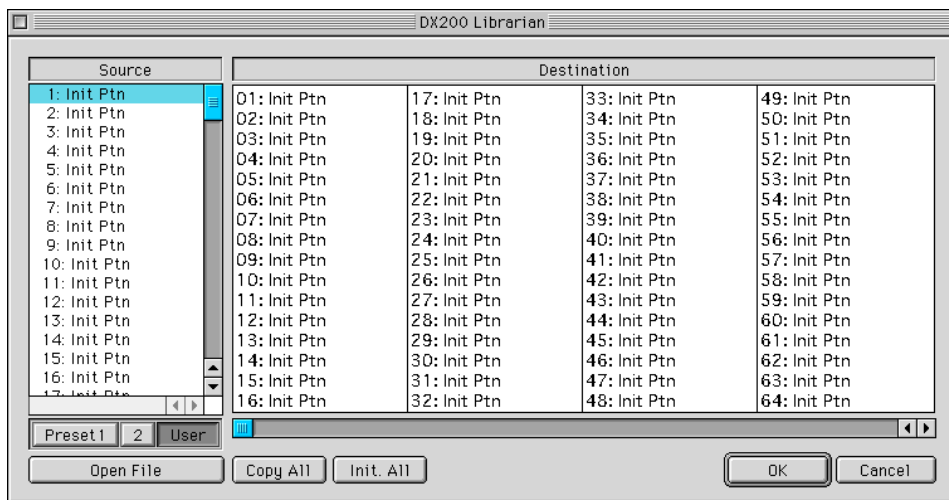 DX200 Librarian
Source
1: Init Ptn
2: Init Ptn
3: Init Ptn
4: Init Ptn
5: Init Ptn
6: Init Ptn
7: Init Ptn
8: Init Ptn
9: Init Ptn
10: Init Ptn
11: Init Ptn
12: Init Ptn
13: Init Ptn
14: Init Ptn
15: Init Ptn
16: Init Ptn
17: Init Ptn
Preset1 2 User
Open File
Destination
01: Init Ptn
02: Init Ptn
03: Init Ptn
04: Init Ptn
05: Init Ptn
06: Init Ptn
07: Init Ptn
08: Init Ptn
09: Init Ptn
10: Init Ptn
11: Init Ptn
12: Init Ptn
13: Init Ptn
14: Init Ptn
15: Init Ptn
16: Init Ptn
17: Init Ptn
18: Init Ptn
19: Init Ptn
20: Init Ptn
21: Init Ptn
22: Init Ptn
23: Init Ptn
24: Init Ptn
25: Init Ptn
26: Init Ptn
27: Init Ptn
28: Init Ptn
29: Init Ptn
30: Init Ptn
31: Init Ptn
32: Init Ptn
33: Init Ptn
34: Init Ptn
35: Init Ptn
36: Init Ptn
37: Init Ptn
38: Init Ptn
39: Init Ptn
40: Init Ptn
41: Init Ptn
42: Init Ptn
43: Init Ptn
44: Init Ptn
45: Init Ptn
46: Init Ptn
47: Init Ptn
48: Init Ptn
49: Init Ptn
50: Init Ptn
51: Init Ptn
52: Init Ptn
53: Init Ptn
54: Init Ptn
55: Init Ptn
56: Init Ptn
57: Init Ptn
58: Init Ptn
59: Init Ptn
60: Init Ptn
61: Init Ptn
62: Init Ptn
63: Init Ptn
64: Init Ptn
Copy All Init. All OK Cancel